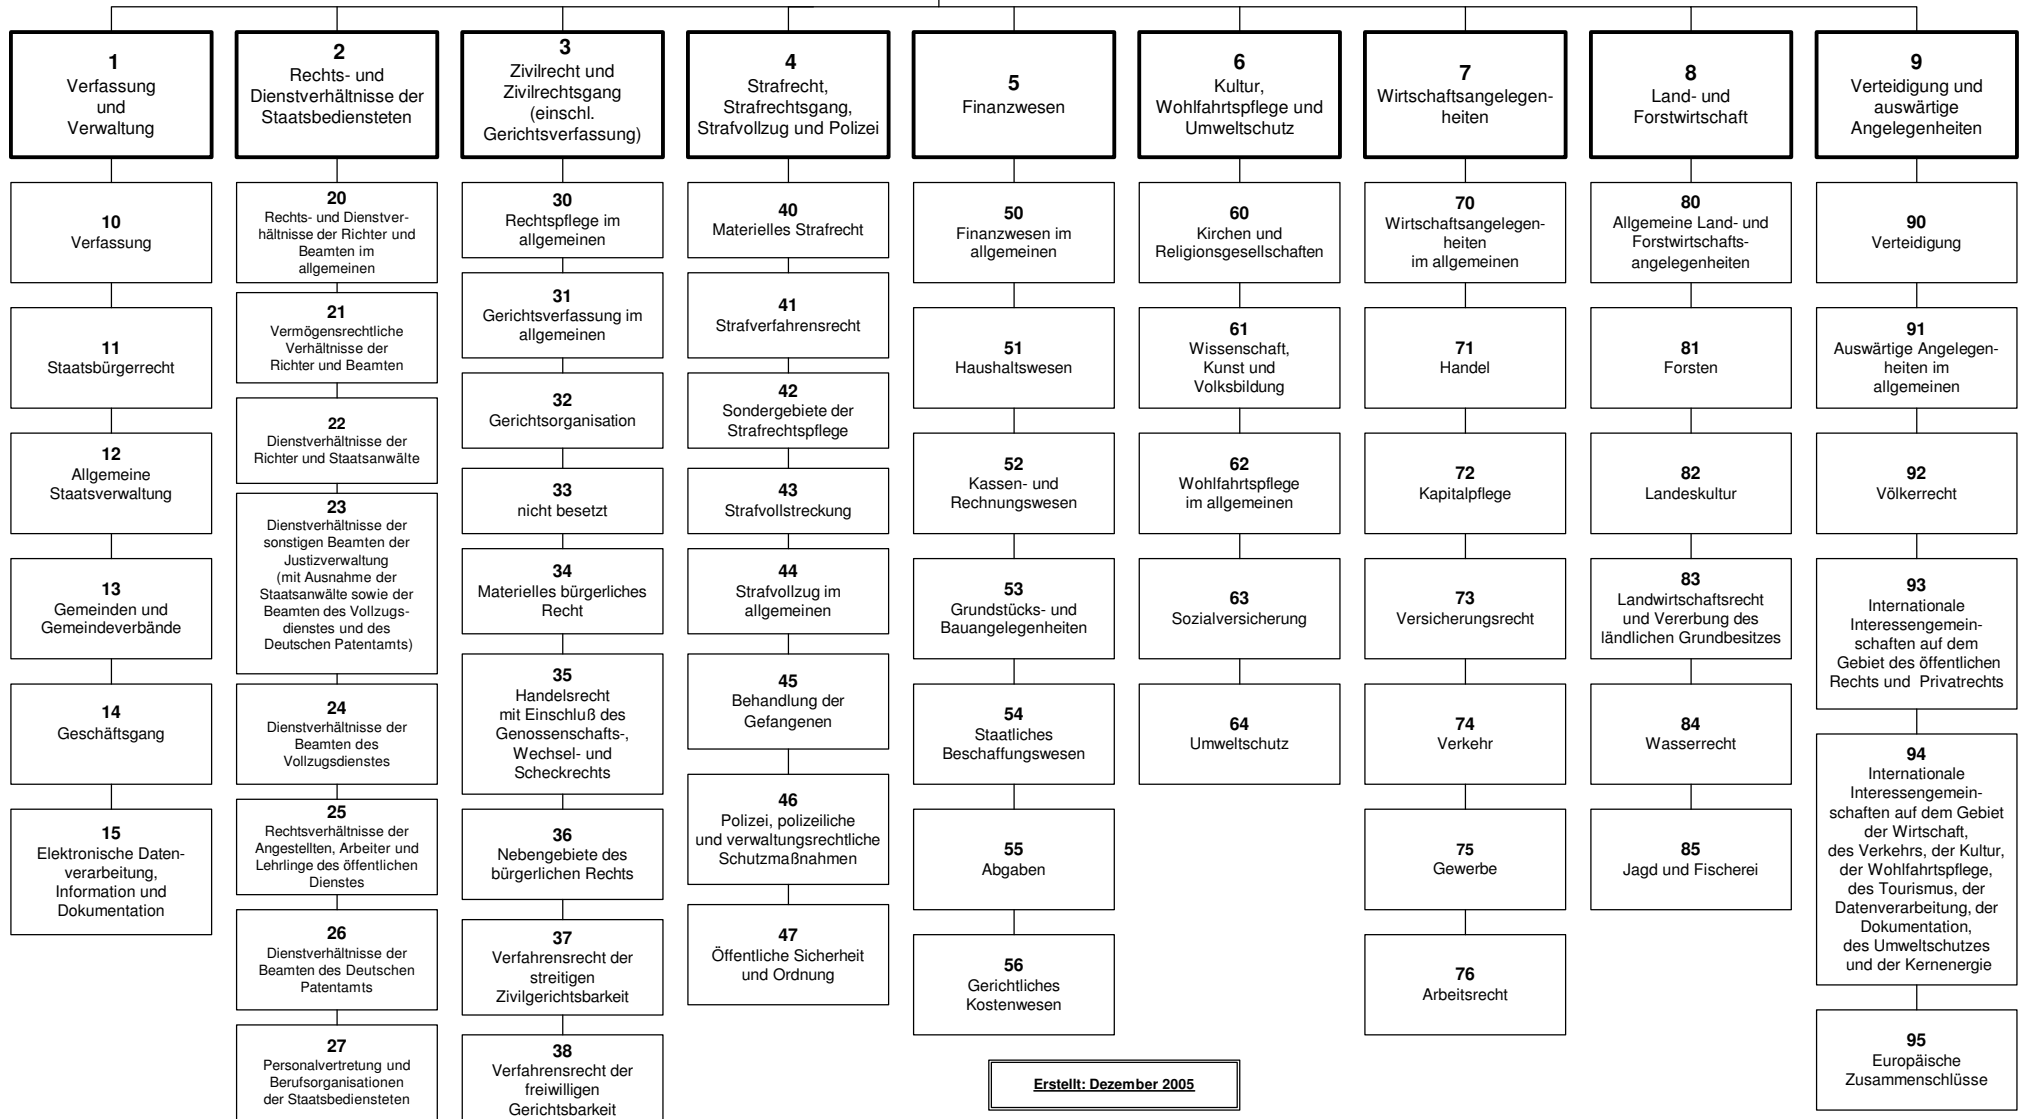 1
Verfassung
und
Verwaltung
10
Verfassung
11
Staatsbürgerrecht
12
Allgemeine
Staatsverwaltung
13
Gemeinden und
Gemeindeverbände
14
Geschäftsgang
15
Elektronische Daten-
verarbeitung,
Information und
Dokumentation
2
Rechts- und
Dienstverhältnisse der
Staatsbediensteten
20
Rechts- und Dienstver-
hältnisse der Richter und
Beamten im
allgemeinen
21
Vermögensrechtliche
Verhältnisse der
Richter und Beamten
22
Dienstverhältnisse der
Richter und Staatsanwälte
23
Dienstverhältnisse der
sonstigen Beamten der
Justizverwaltung
(mit Ausnahme der
Staatsanwälte sowie der
Beamten des Vollzugs-
dienstes und des
Deutschen Patentamts)
24
Dienstverhältnisse der
Beamten des
Vollzugsdienstes
25
Rechtsverhältnisse der
Angestellten, Arbeiter und
Lehrlinge des öffentlichen
Dienstes
26
Dienstverhältnisse der
Beamten des Deutschen
Patentamts
27
Personalvertretung und
Berufsorganisationen
der Staatsbediensteten
3
Zivilrecht und
Zivilrechtsgang
(einschl.
Gerichtsverfassung)
30
Rechtspflege im
allgemeinen
31
Gerichtsverfassung im
allgemeinen
32
Gerichtsorganisation
33
nicht besetzt
34
Materielles bürgerliches
Recht
35
Handelsrecht
mit Einschluß des
Genossenschafts-,
Wechsel- und
Scheckrechts
36
Nebengebiete des
bürgerlichen Rechts
37
Verfahrensrecht der
streitigen
Zivilgerichtsbarkeit
38
Verfahrensrecht der
freiwilligen
Gerichtsbarkeit
4
Strafrecht,
Strafrechtsgang,
Strafvollzug und Polizei
40
Materielles Strafrecht
41
Strafverfahrensrecht
42
Sondergebiete der
Strafrechtspflege
43
Strafvollstreckung
44
Strafvollzug im
allgemeinen
45
Behandlung der
Gefangenen
46
Polizei, polizeiliche
und verwaltungsrechtliche
Schutzmaßnahmen
47
Öffentliche Sicherheit
und Ordnung
5
Finanzwesen
50
Finanzwesen im
allgemeinen
51
Haushaltswesen
52
Kassen- und
Rechnungswesen
53
Grundstücks- und
Bauangelegenheiten
54
Staatliches
Beschaffungswesen
55
Abgaben
56
Gerichtliches
Kostenwesen
6
Kultur,
Wohlfahrtspflege und
Umweltschutz
60
Kirchen und
Religionsgesellschaften
61
Wissenschaft,
Kunst und
Volksbildung
62
Wohlfahrtspflege
im allgemeinen
63
Sozialversicherung
64
Umweltschutz
7
Wirtschaftsangelegen-
heiten
70
Wirtschaftsangelegen-
heiten
im allgemeinen
71
Handel
72
Kapitalpflege
73
Versicherungsrecht
74
Verkehr
75
Gewerbe
76
Arbeitsrecht
8
Land- und
Forstwirtschaft
80
Allgemeine Land- und
Forstwirtschafts-
angelegenheiten
81
Forsten
82
Landeskultur
83
Landwirtschaftsrecht
und Vererbung des
ländlichen Grundbesitzes
84
Wasserrecht
85
Jagd und Fischerei
9
Verteidigung und
auswärtige
Angelegenheiten
90
Verteidigung
91
Auswärtige Angelegen-
heiten im
allgemeinen
92
Völkerrecht
93
Internationale
Interessengemein-
schaften auf dem
Gebiet des öffentlichen
Rechts und Privatrechts
94
Internationale
Interessengemein-
schaften auf dem Gebiet
der Wirtschaft,
des Verkehrs, der Kultur,
der Wohlfahrtspflege,
des Tourismus, der
Datenverarbeitung, der
Dokumentation,
des Umweltschutzes
und der Kernenergie
95
Europäische
Zusammenschlüsse
Erstellt: Dezember 2005